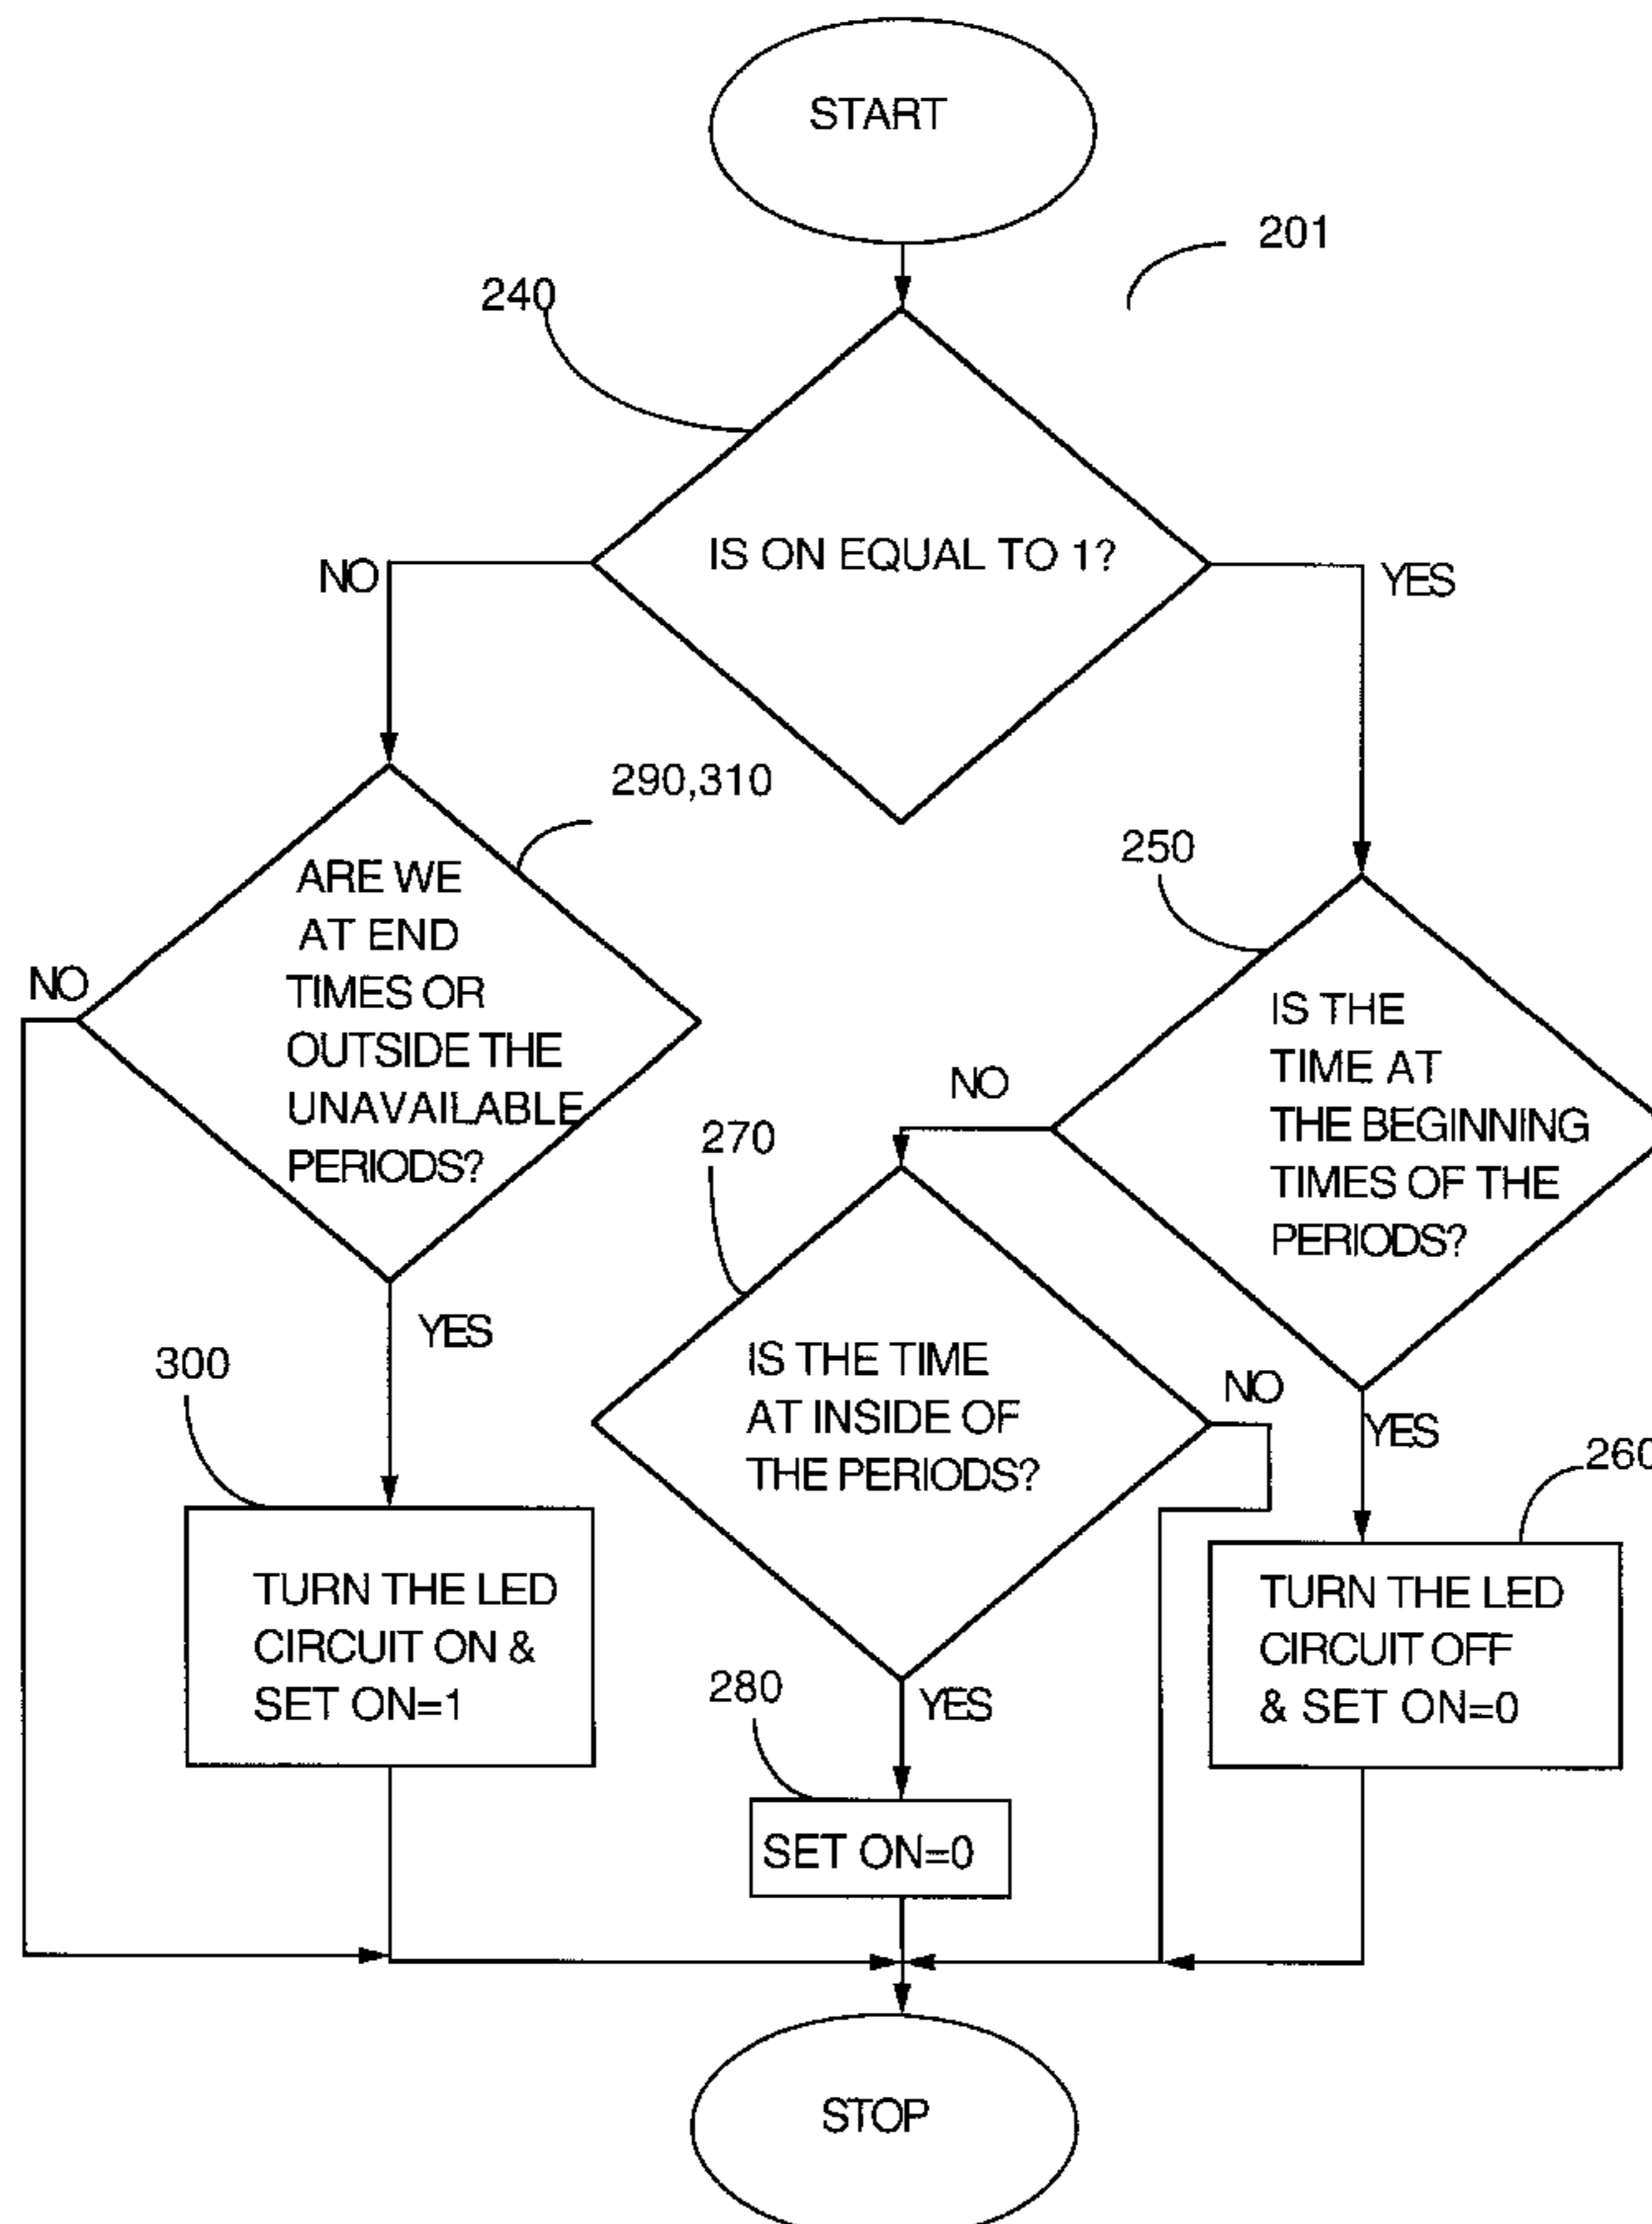 START
201
240
IS ON EQUAL TO 1?
NO
YES
290,310
ARE WE
AT END
TIMES OR
OUTSIDE THE
UNAVAILABLE
PERIODS?
NO
250
IS THE
TIME AT
THE BEGINNING
TIMES OF THE
PERIODS?
NO
270
IS THE TIME
AT INSIDE OF
THE PERIODS?
NO
YES
300
YES
260
TURN THE LED
CIRCUIT ON &
SET ON=1
TURN THE LED
CIRCUIT OFF
& SET ON=0
280
YES
SET ON=0
STOP